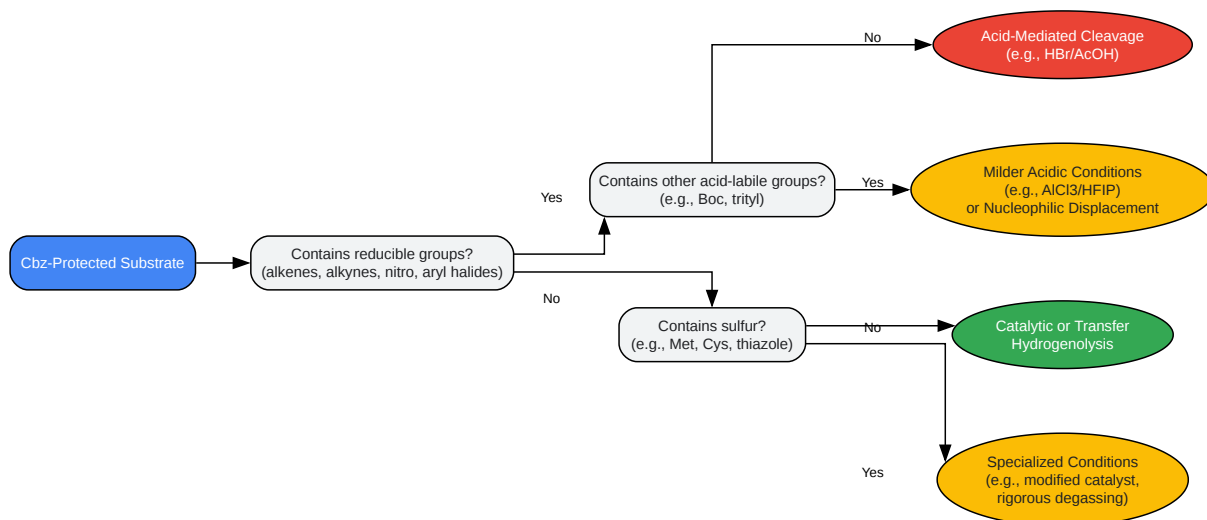 No
Acid-Mediated Cleavage
(e.g., HBr/AcOH)
Contains other acid-labile groups?
(e.g., Boc, trityl)
Yes
Milder Acidic Conditions
(e.g., AlCl3/HFIP)
or Nucleophilic Displacement
Yes
Cbz-Protected Substrate
Contains reducible groups?
(alkenes, alkynes, nitro, aryl halides)
No
Contains sulfur?
(e.g., Met, Cys, thiazole)
No
Catalytic or Transfer
Hydrogenolysis
Yes
Specialized Conditions
(e.g., modified catalyst,
rigorous degassing)